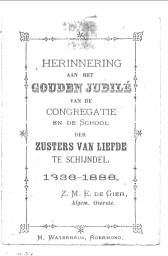 HERINNERING
AAN HET
GOUDEN JUBILÉ
VAN DE
CONGREGATIE
EN DE SCHOOL
DER
ZUSTERS VAN LIEFDE
TE SCHIJNDEL.
1836-1886.
Z. M. E. DE GIER,
Algem. Overste.
M. WATERREUS, ROERMOND.